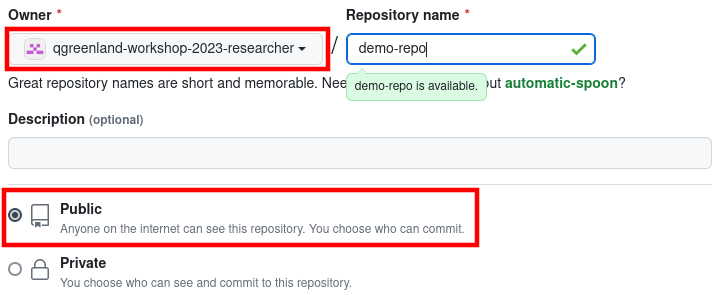 Owner * Repository name *
qgreenland-workshop-2023-researcher / demo-repo
Great repository names are short and memorable. Nee out automatic-spoon?
demo-repo is available.
Description (optional)
Public
Anyone on the internet can see this repository. You choose who can commit.
Private
You choose who can see and commit to this repository.